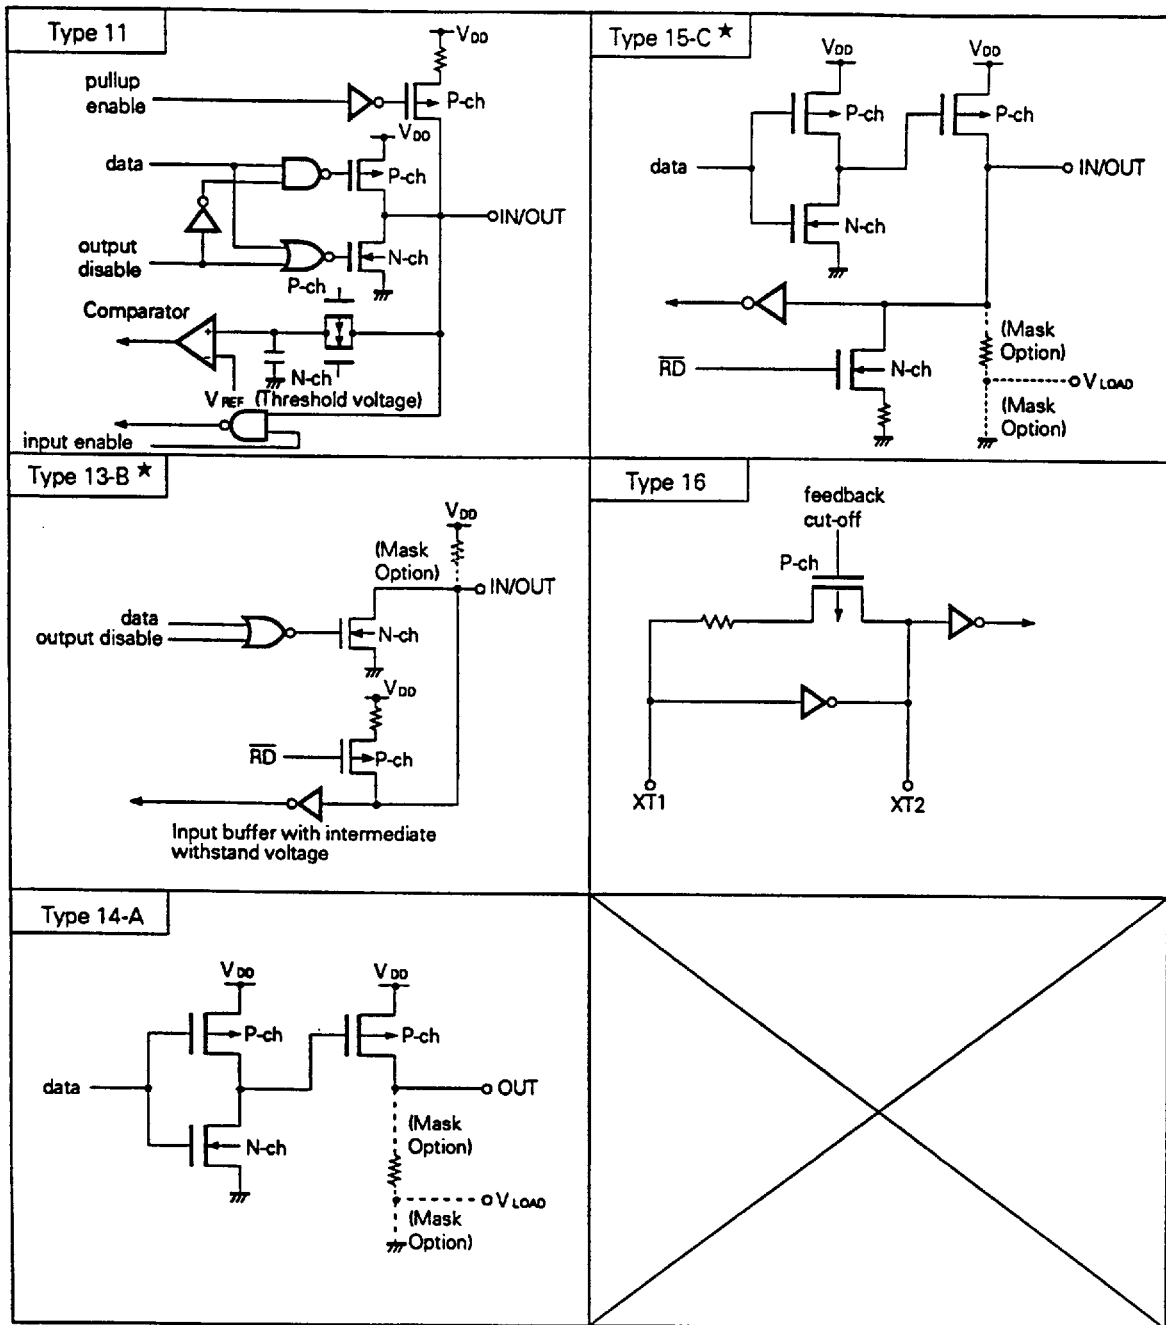 Type 11
VDD
pullup
enable
P-ch
VDD
data
P-ch
IN/OUT
output
disable
N-ch
P-ch
Comparator
+
−
N-ch
VREF (Threshold voltage)
input enable
Type 15-C ★
VDD
VDD
P-ch
P-ch
data
IN/OUT
N-ch
(Mask
Option)
RD
N-ch
VLOAD
(Mask
Option)
Type 13-B ★
VDD
(Mask
Option)
IN/OUT
data
output disable
N-ch
VDD
RD
P-ch
Input buffer with intermediate
withstand voltage
Type 16
feedback
cut-off
P-ch
XT1
XT2
Type 14-A
VDD
VDD
P-ch
P-ch
data
OUT
(Mask
Option)
N-ch
VLOAD
(Mask
Option)